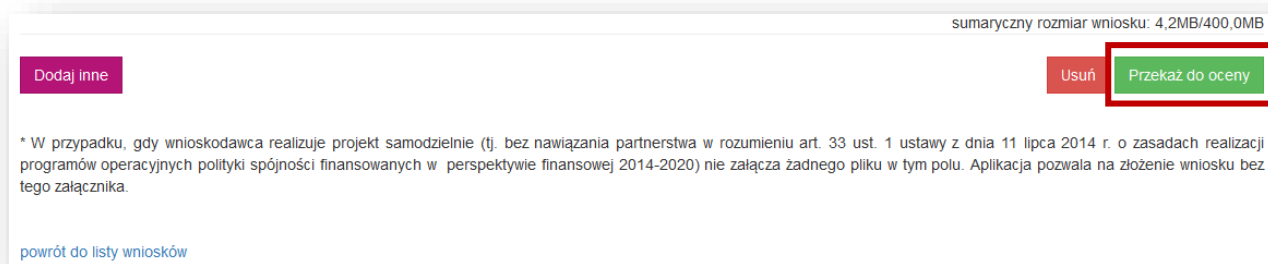 sumaryczny rozmiar wniosku: 4,2MB/400,0MB
Dodaj inne Usuń Przekaż do oceny
* W przypadku, gdy wnioskodawca realizuje projekt samodzielnie (tj. bez nawiązania partnerstwa w rozumieniu art. 33 ust. 1 ustawy z dnia 11 lipca 2014 r. o zasadach realizacji
programów operacyjnych polityki spójności finansowanych w perspektywie finansowej 2014-2020) nie załącza żadnego pliku w tym polu. Aplikacja pozwala na złożenie wniosku bez
tego załącznika.
powrót do listy wniosków